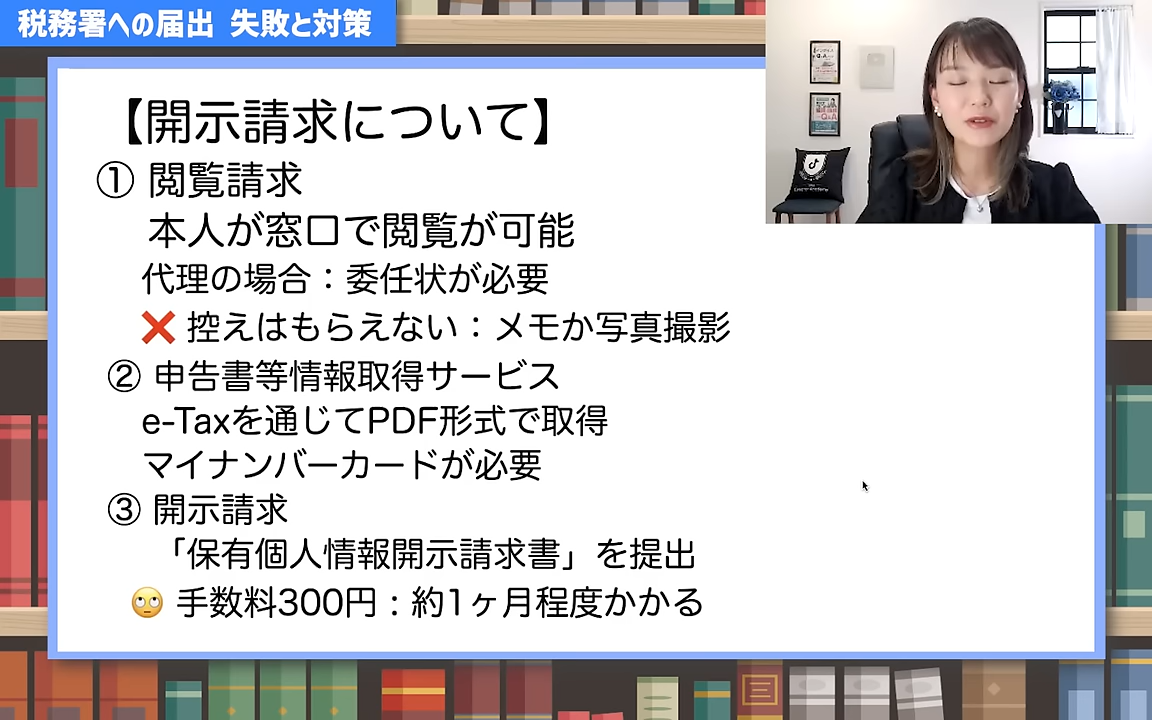 税務署への届出 失敗と対策
【開示請求について】
① 閲覧請求
本人が窓口で閲覧が可能
代理の場合：委任状が必要
❌ 控えはもらえない：メモか写真撮影
② 申告書等情報取得サービス
e-Taxを通じてPDF形式で取得
マイナンバーカードが必要
③ 開示請求
「保有個人情報開示請求書」を提出
🙄 手数料300円：約1ヶ月程度かかる
Q&A
Q&A